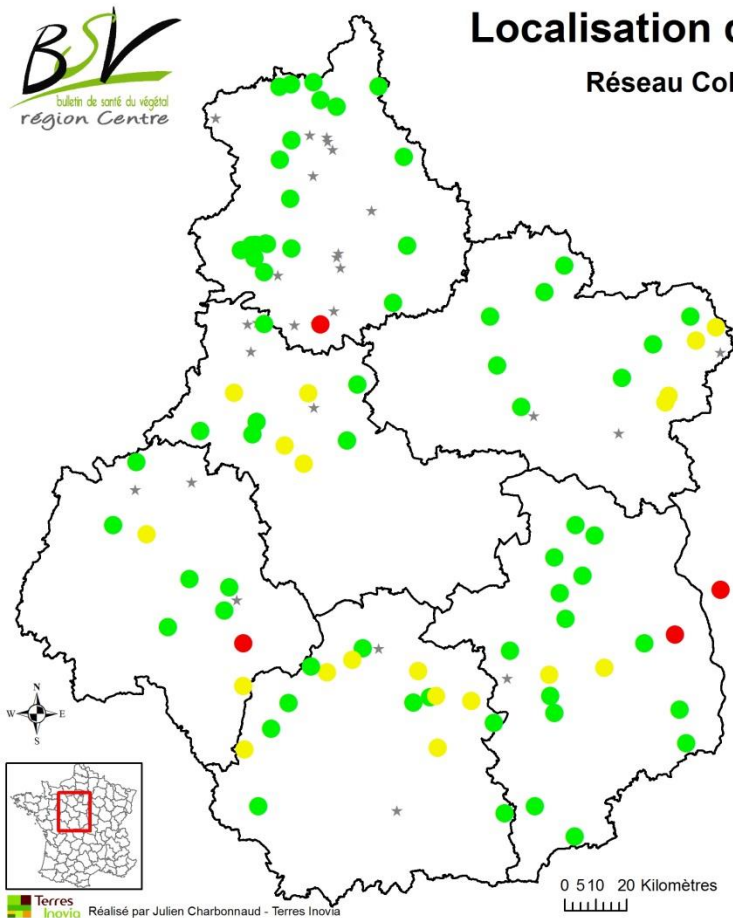 BSV
bulletin de santé du végétal
région Centre
Localisation
Réseau
N
W E
S
0 5 10 20 Kilomètres
Terres
Inovia
Réalisé par Julien Charbonnaud - Terres Inovia